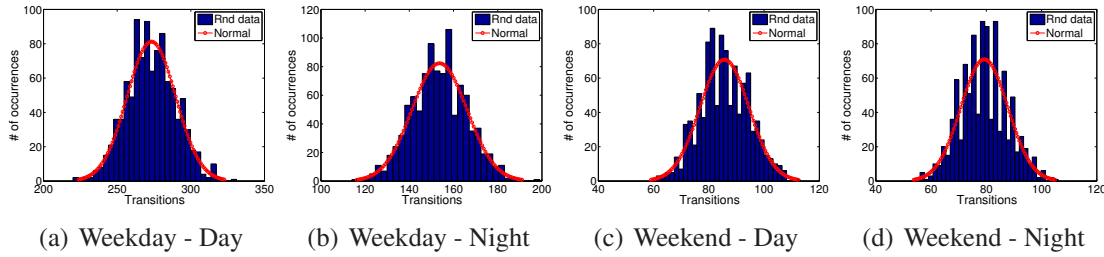 100
80
60
40
20
0
# of occurrences
Rnd data
Normal
200 250 300 350
Transitions
120
100
80
60
40
20
0
# of occurrences
Rnd data
Normal
100 120 140 160 180 200
Transitions
100
80
60
40
20
0
# of occurrences
Rnd data
Normal
40 60 80 100 120
Transitions
100
80
60
40
20
0
# of occurrences
Rnd data
Normal
40 60 80 100 120
Transitions
(a) Weekday - Day
(b) Weekday - Night
(c) Weekend - Day
(d) Weekend - Night